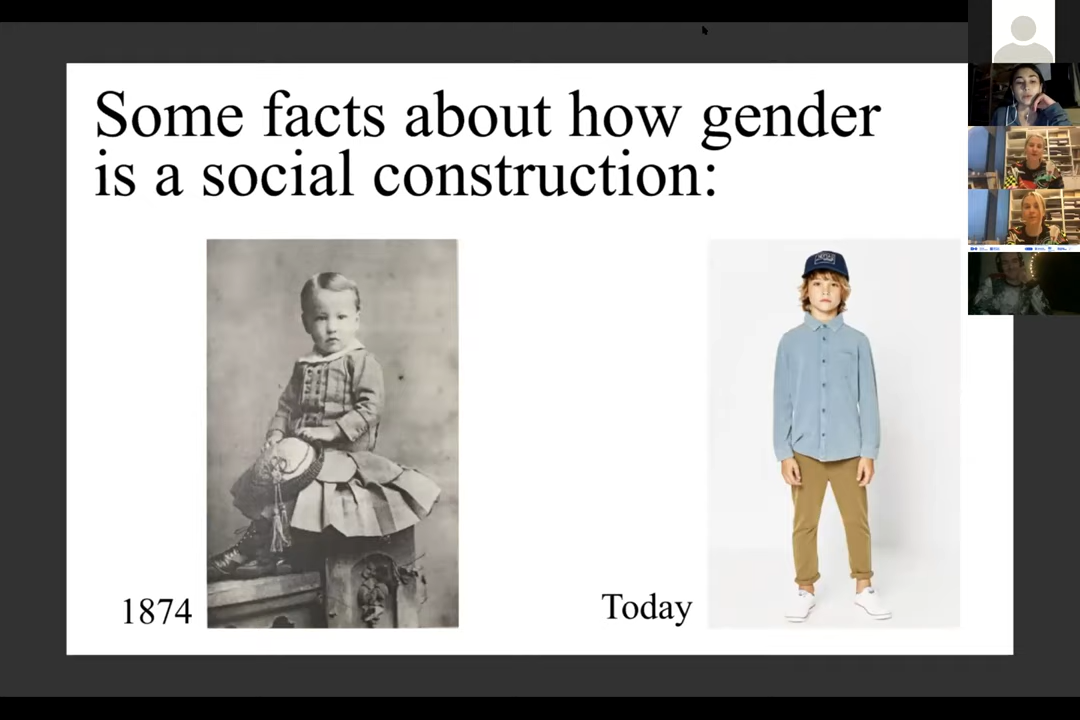 Some facts about how gender
is a social construction:
1874
Today